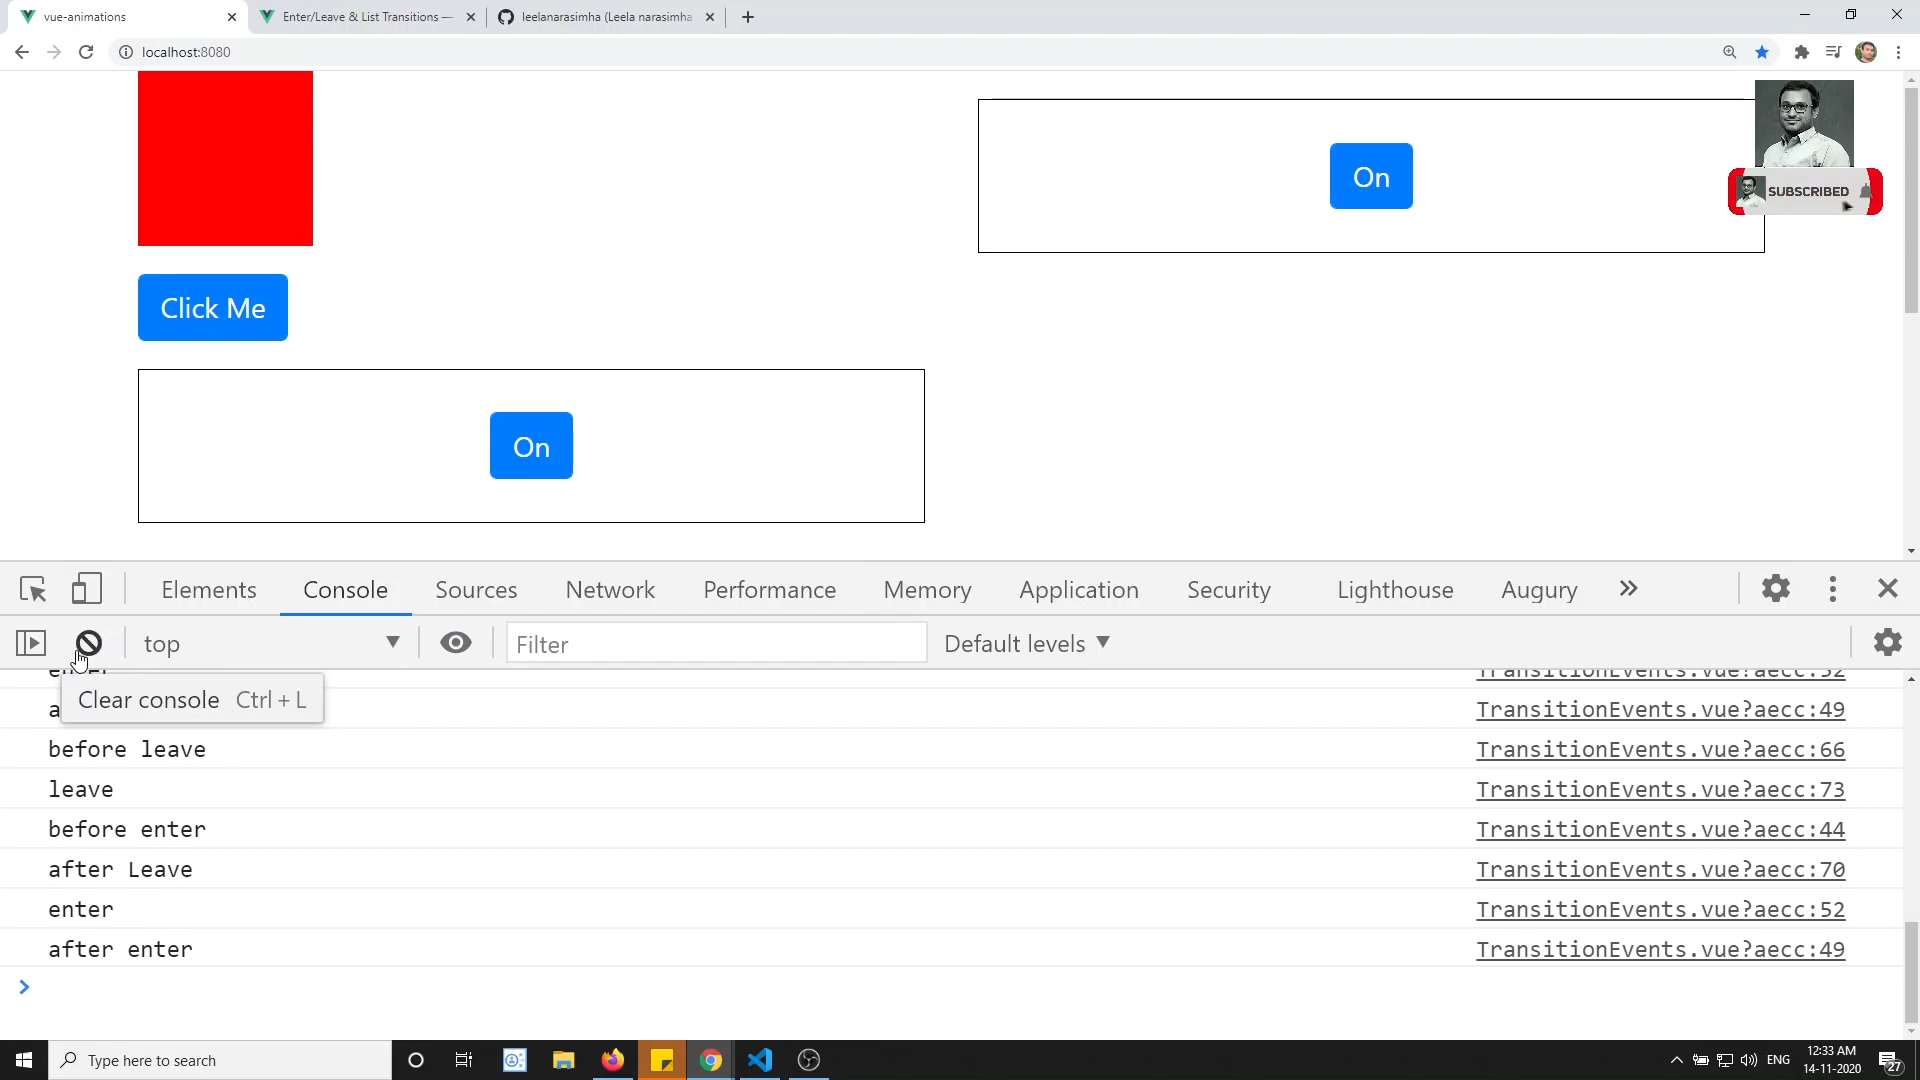 vue-animations
Enter/Leave & List Transitions —
leelanarasimha (Leela narasimha
localhost:8080
On
SUBSCRIBED
Click Me
On
Elements
Console
Sources
Network
Performance
Memory
Application
Security
Lighthouse
Augury
top
Filter
Default levels
Clear console Ctrl + L
TransitionEvents.vue?aecc:52
TransitionEvents.vue?aecc:49
before leave TransitionEvents.vue?aecc:66
leave TransitionEvents.vue?aecc:73
before enter TransitionEvents.vue?aecc:44
after Leave TransitionEvents.vue?aecc:70
enter TransitionEvents.vue?aecc:52
after enter TransitionEvents.vue?aecc:49
Type here to search
ENG
12:33 AM
14-11-2020
27